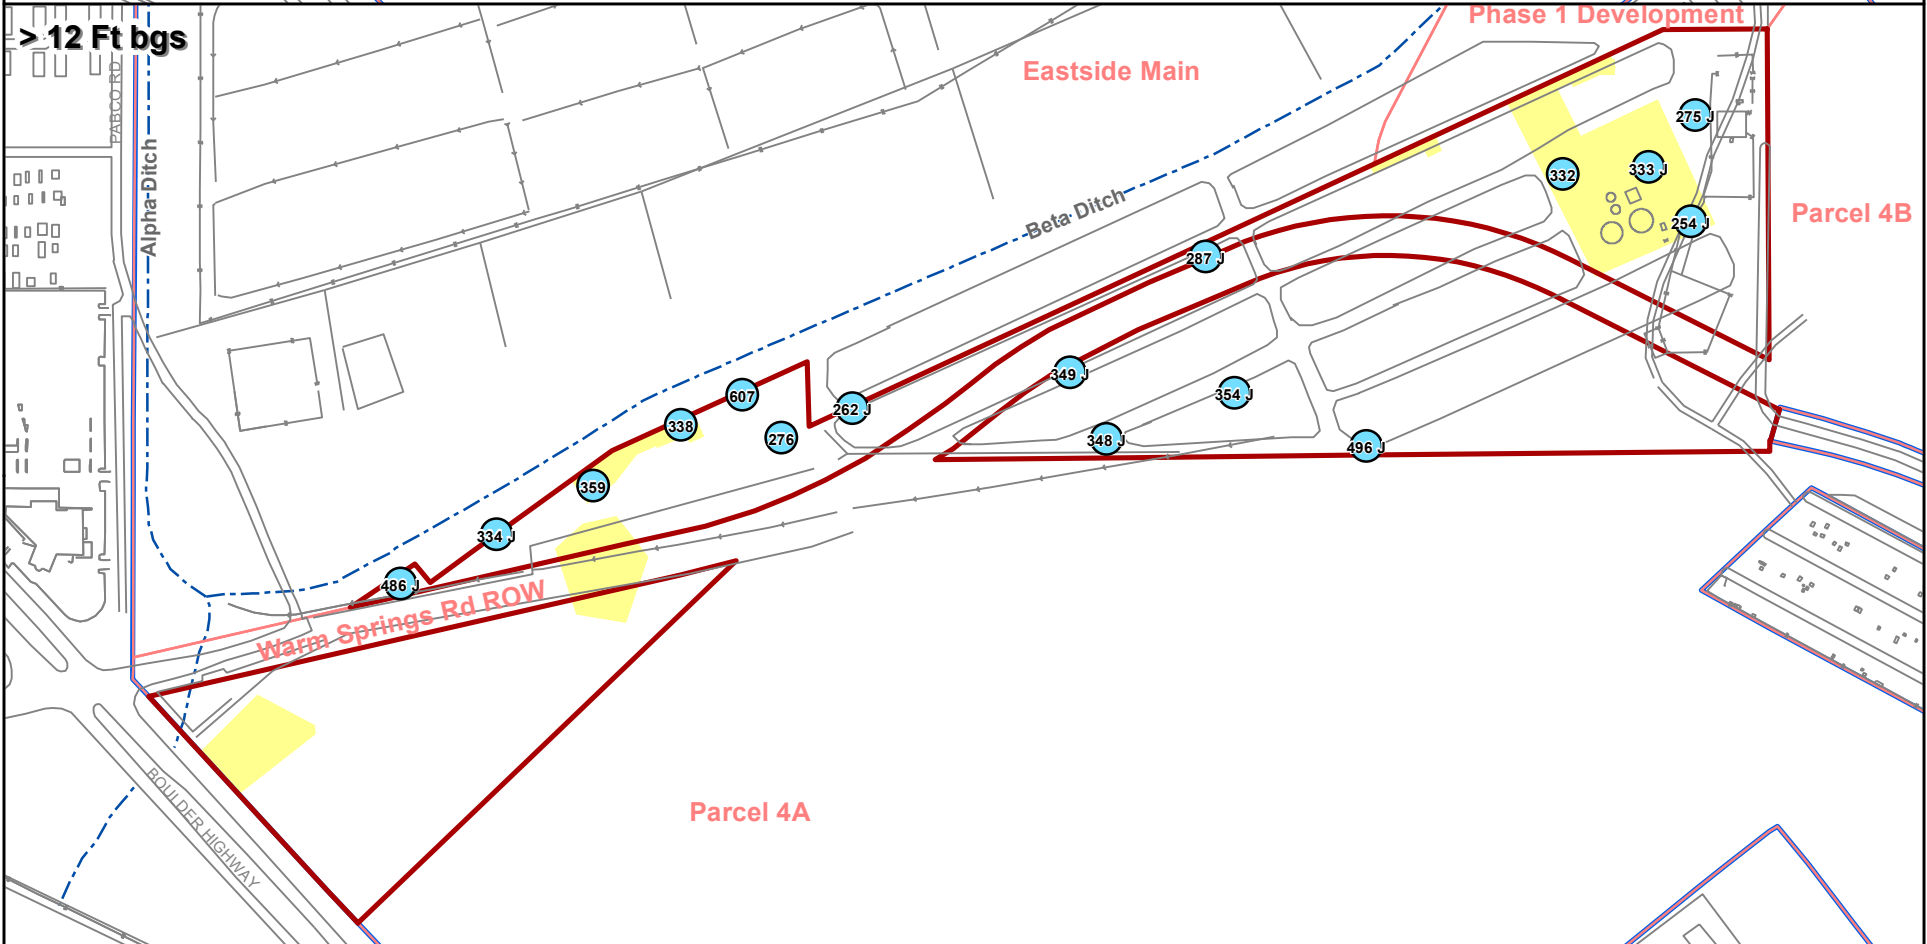 > 12 Ft bgs
Phase 1 Development
Eastside Main
PABCO RD
Alpha Ditch
275 J
332
333 J
Parcel 4B
254 J
Beta Ditch
287 J
349 J
607
354 J
262 J
338
276
348 J
496 J
359
334 J
486 J
Warm Springs Rd ROW
Parcel 4A
BOULDER HIGHWAY